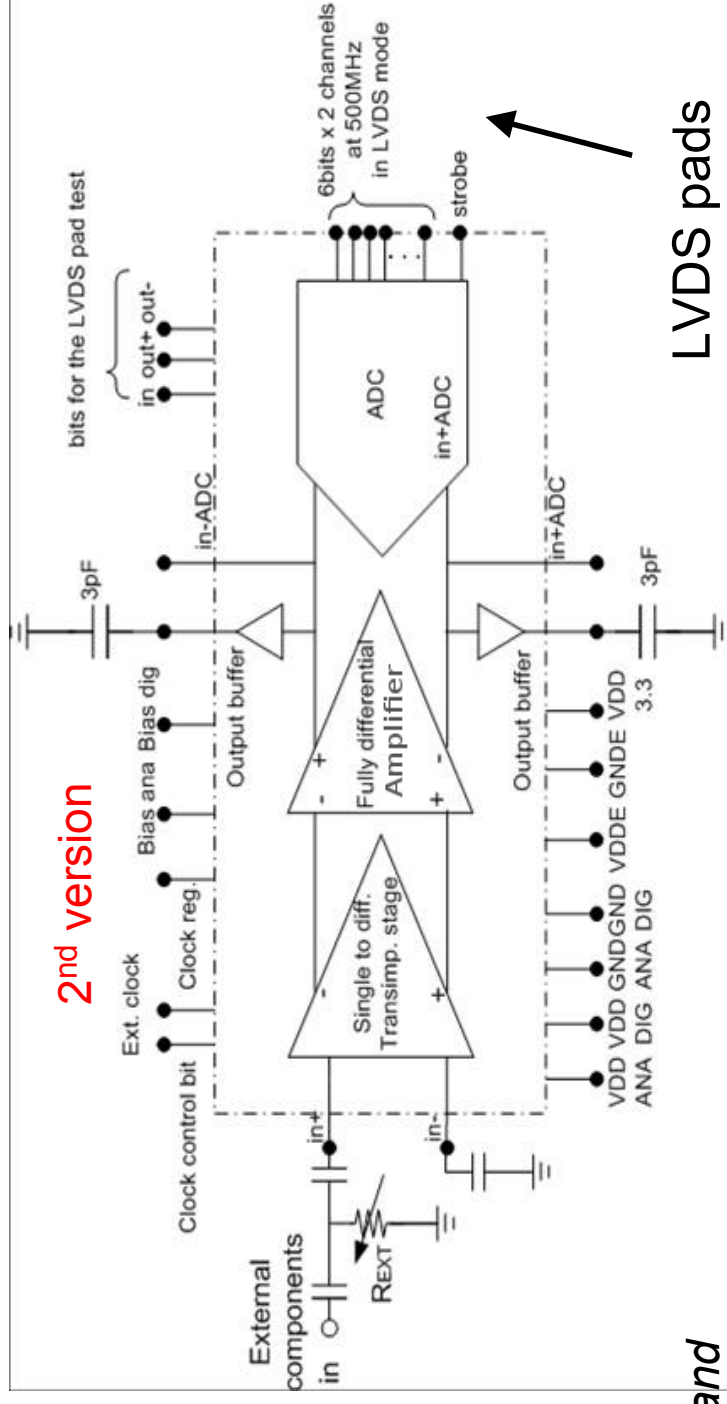 2nd version
bits for the LVDS pad test
in out+ out-
Ext. clock
Bias ana
Bias dig
3pF
Clock control bit
Clock reg.
in-ADC
Output buffer
6bits x 2 channels
at 500MHz
in LVDS mode
strobe
External
components
in
REXT
in+
in-
-
+
Single to diff.
Transimp. stage
-
+
+
-
Fully differential
Amplifier
ADC
in+ADC
. . .
Output buffer
in+ADC
3pF
VDD VDD GND GND VDDE GNDE VDD
ANA DIG ANA DIG 3.3
LVDS pads
and